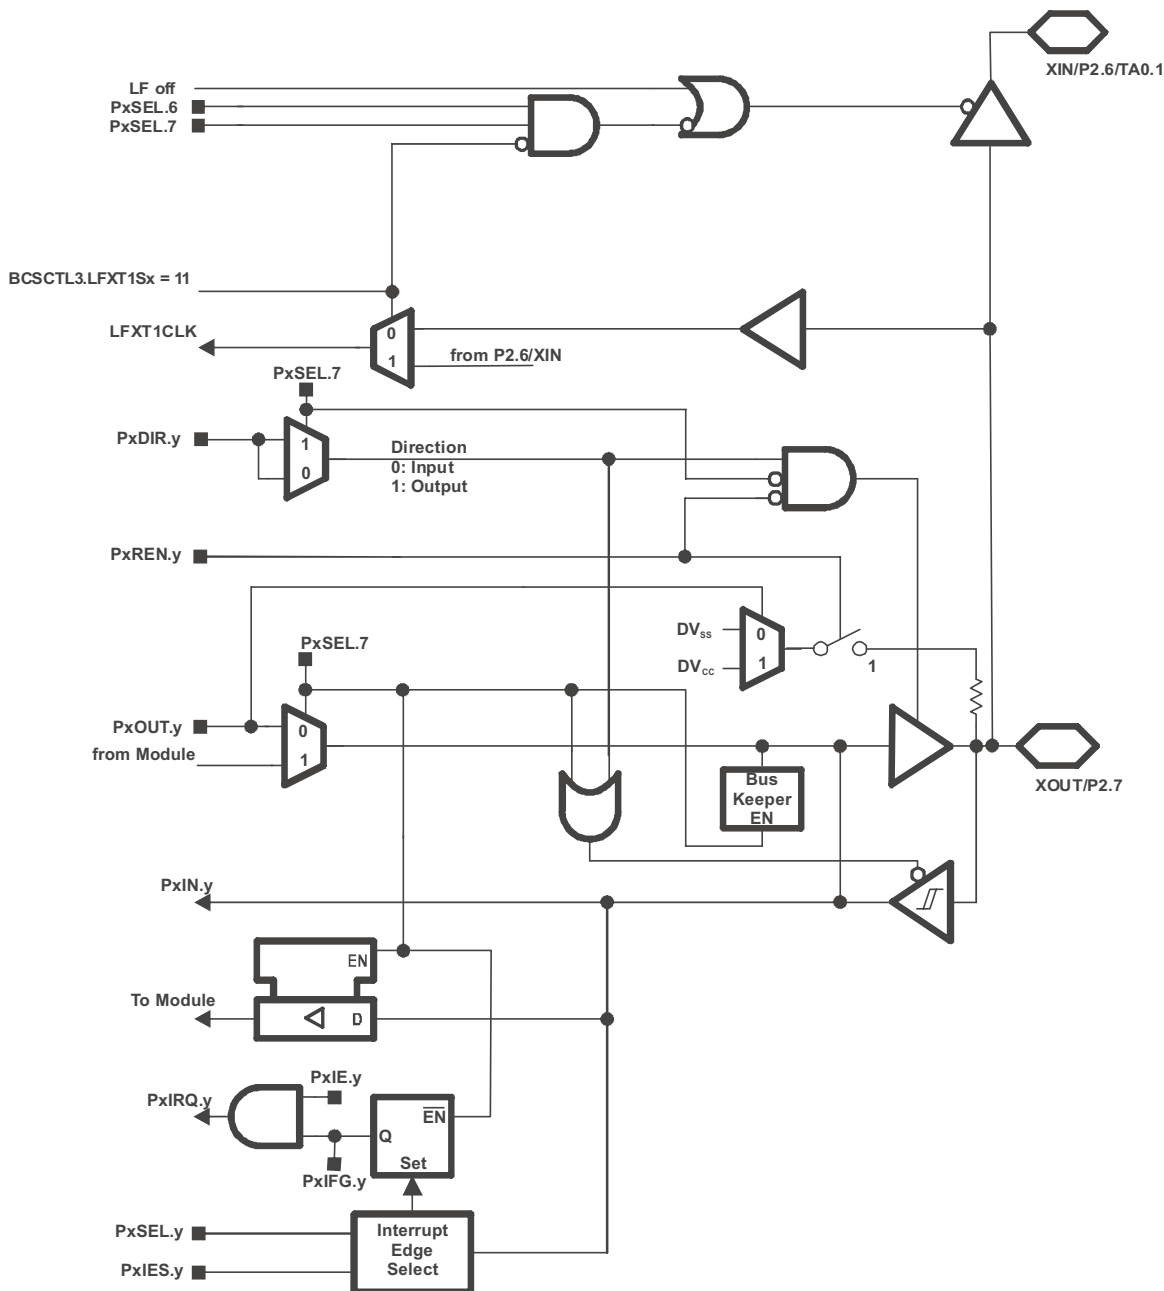 XIN/P2.6/TA0.1
LF off
PxSEL.6
PxSEL.7
BCSCTL3.LFXT1Sx = 11
LFXT1CLK
0
1
from P2.6/XIN
PxSEL.7
PxDIR.y
1
0
Direction
0: Input
1: Output
PxREN.y
DVSS
0
DVCC
1
1
PxSEL.7
PxOUT.y
0
from Module
1
Bus
Keeper
EN
XOUT/P2.7
PxIN.y
EN
To Module
D
PxIE.y
PxIRQ.y
EN
Q
Set
PxIFG.y
PxSEL.y
PxIES.y
Interrupt
Edge
Select